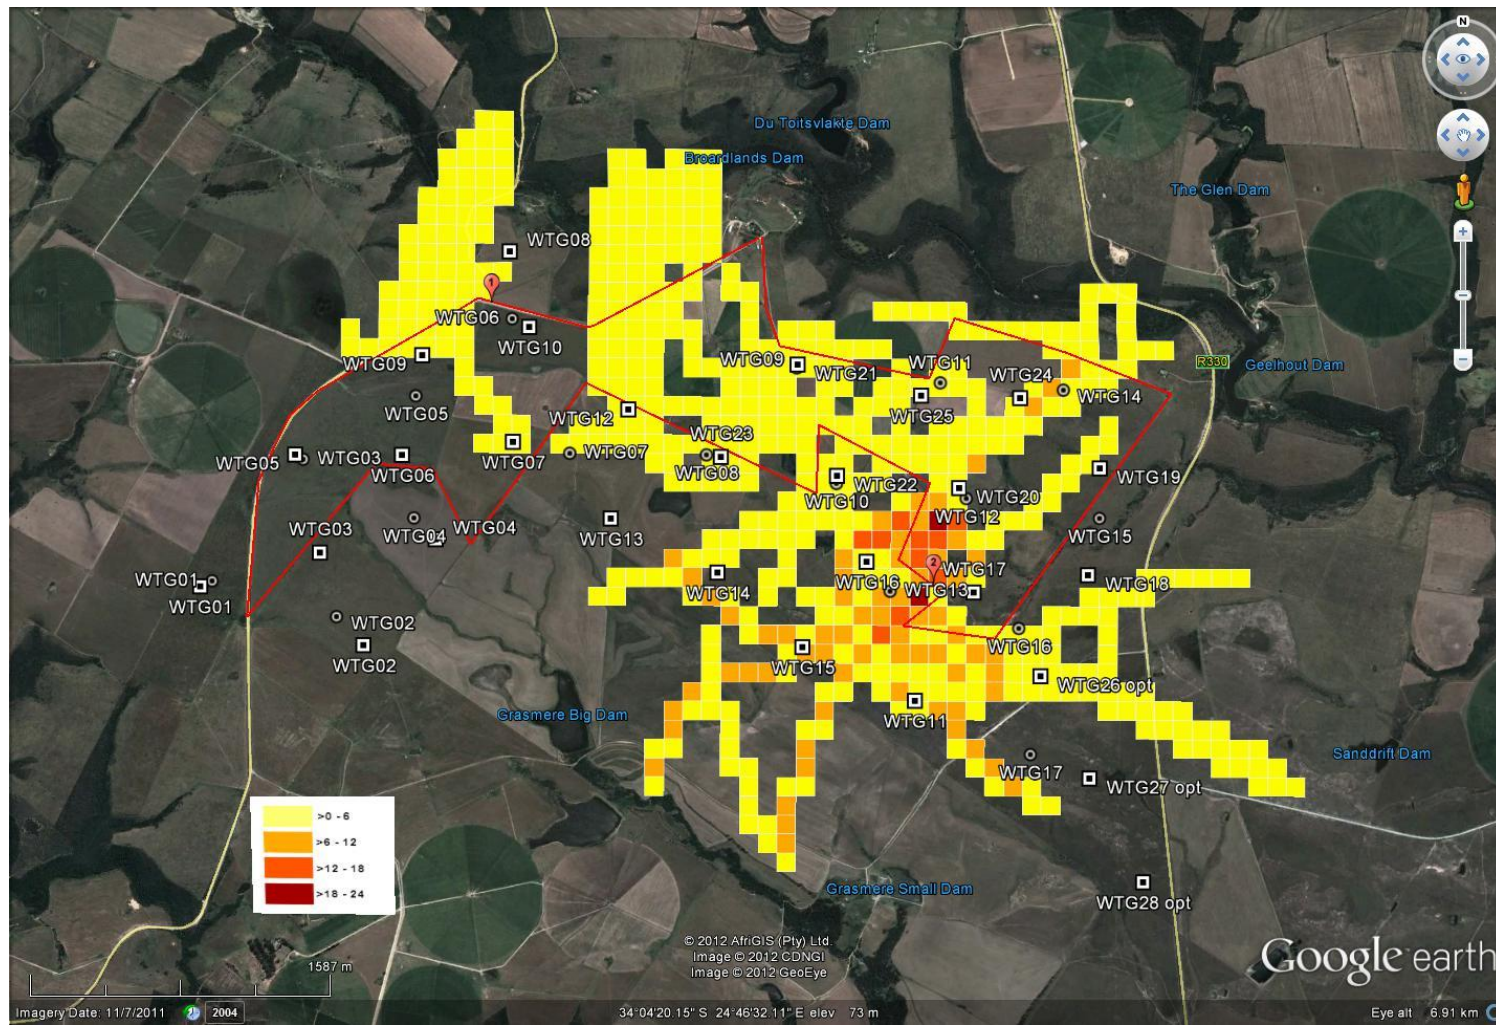 N
Du Toitsvlakte Dam
Broardlands Dam
The Glen Dam
WTG08
1
WTG06
WTG10
WTG09
WTG09
WTG21
WTG11
WTG24
WTG14
R330
Geelhout Dam
WTG05
WTG12
WTG25
WTG23
WTG05
WTG03
WTG06
WTG07
WTG07
WTG08
WTG10
WTG22
WTG20
WTG19
WTG12
WTG03
WTG04
WTG04
WTG13
WTG15
2
WTG01
WTG01
WTG14
WTG16
WTG17
WTG13
WTG18
WTG02
WTG02
WTG15
WTG16
WTG26 opt
Grasmere Big Dam
WTG11
Sanddrift Dam
WTG17
WTG27 opt
>0 - 6
>6 - 12
>12 - 18
>18 - 24
Grasmere Small Dam
WTG28 opt
© 2012 AfriGIS (Pty) Ltd.
Image © 2012 CDNGI
Image © 2012 GeoEye
Google earth
1587 m
Imagery Date: 11/7/2011
2004
34°04'20.15" S 24°46'32.11" E elev 73 m
Eye alt 6.91 km